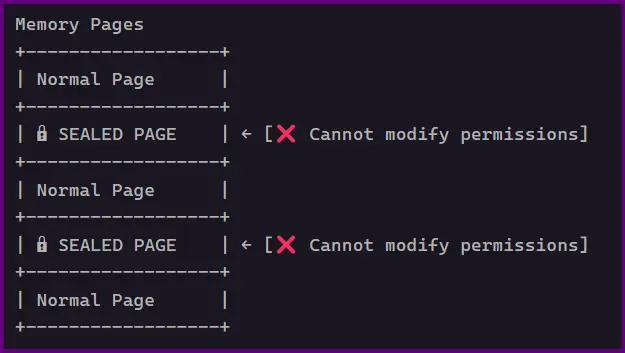 Memory Pages
+------------------+
| Normal Page      |
+------------------+
| 🔒 SEALED PAGE    | ← [❌ Cannot modify permissions]
+------------------+
| Normal Page      |
+------------------+
| 🔒 SEALED PAGE    | ← [❌ Cannot modify permissions]
+------------------+
| Normal Page      |
+------------------+